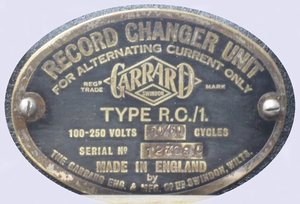 RECORD CHANGER UNIT
FOR ALTERNATING CURRENT ONLY
REGD TRADE GARRARD MARK
SWINDON
TYPE R.C./1.
100-250 VOLTS CYCLES
SERIAL NO
MADE IN ENGLAND
by
THE GARRARD ENG. & MFG. CO LTD SWINDON, WILTS.